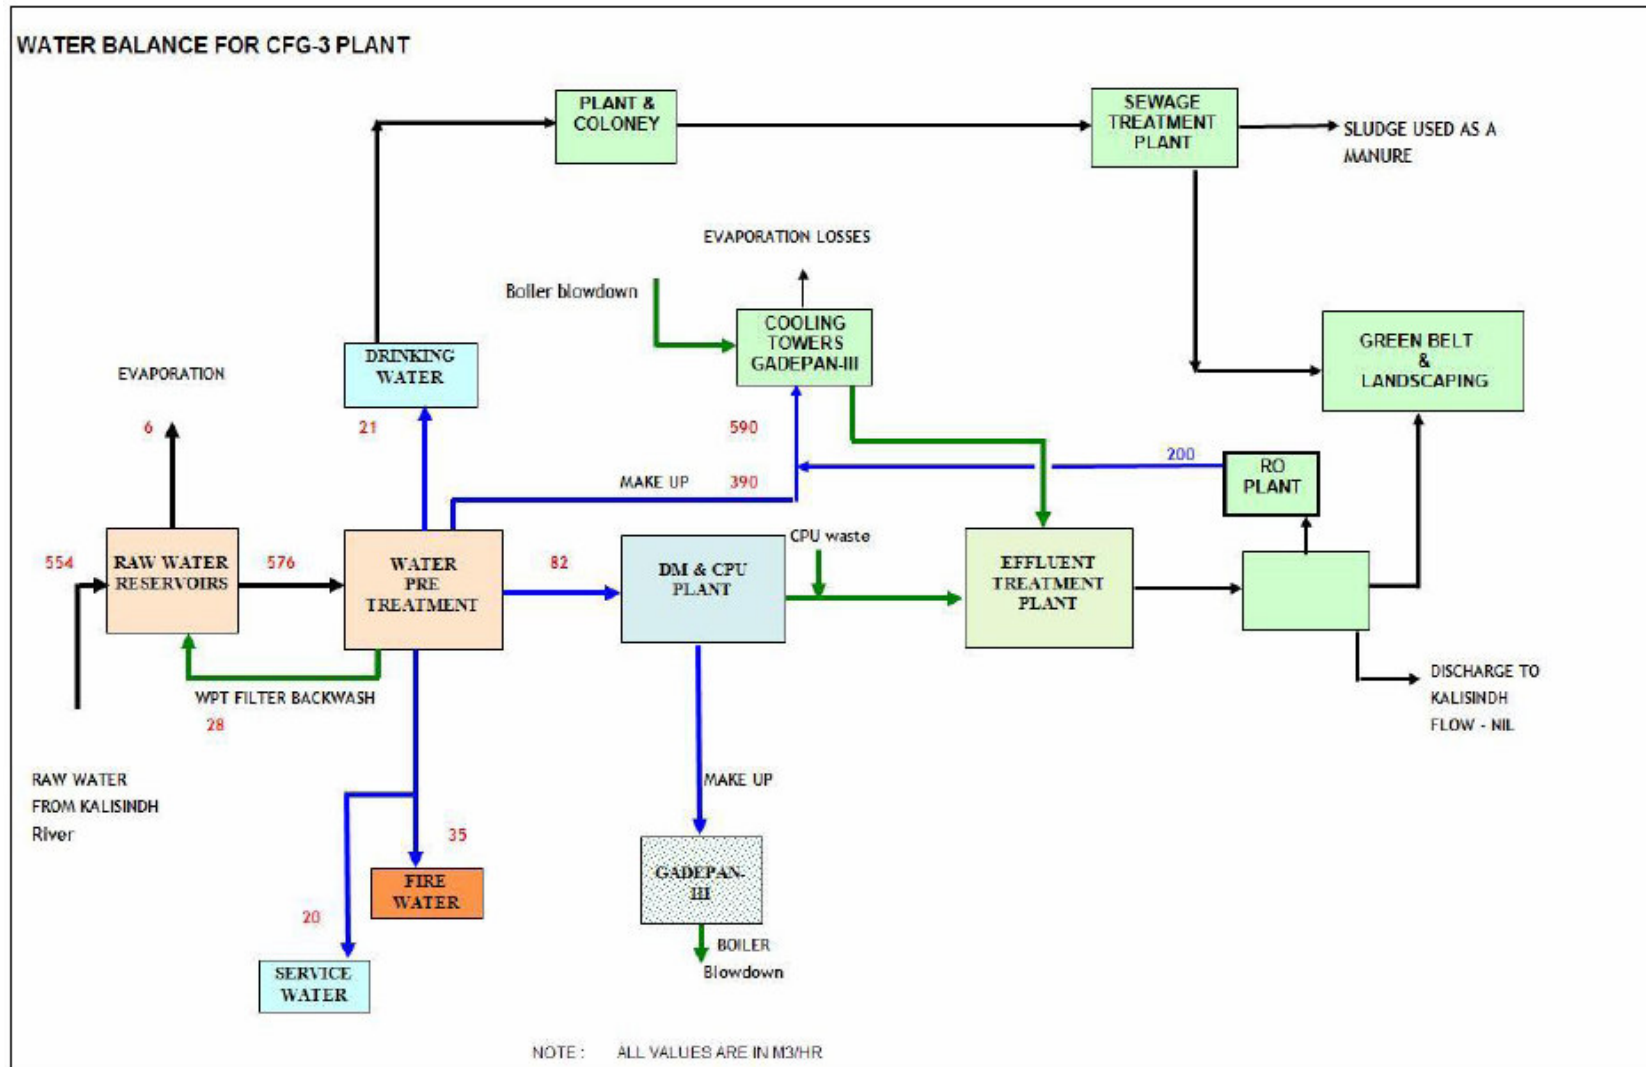 WATER BALANCE FOR CFG-3 PLANT
PLANT &
COLONEY
SEWAGE
TREATMENT
PLANT
SLUDGE USED AS A
MANURE
EVAPORATION LOSSES
Boiler blowdown
COOLING
TOWERS
GADEPAN-III
GREEN BELT
&
LANDSCAPING
DRINKING
WATER
EVAPORATION
6
21
590
200
RO
PLANT
MAKE UP 390
554
RAW WATER
RESERVOIRS
576
WATER
PRE
TREATMENT
82
DM & CPU
PLANT
CPU waste
EFFLUENT
TREATMENT
PLANT
WPT FILTER BACKWASH
28
DISCHARGE TO
KALISINDH
FLOW - NIL
RAW WATER
FROM KALISINDH
River
MAKE UP
35
FIRE
WATER
GADEPAN-
III
20
BOILER
Blowdown
SERVICE
WATER
NOTE : ALL VALUES ARE IN M3/HR